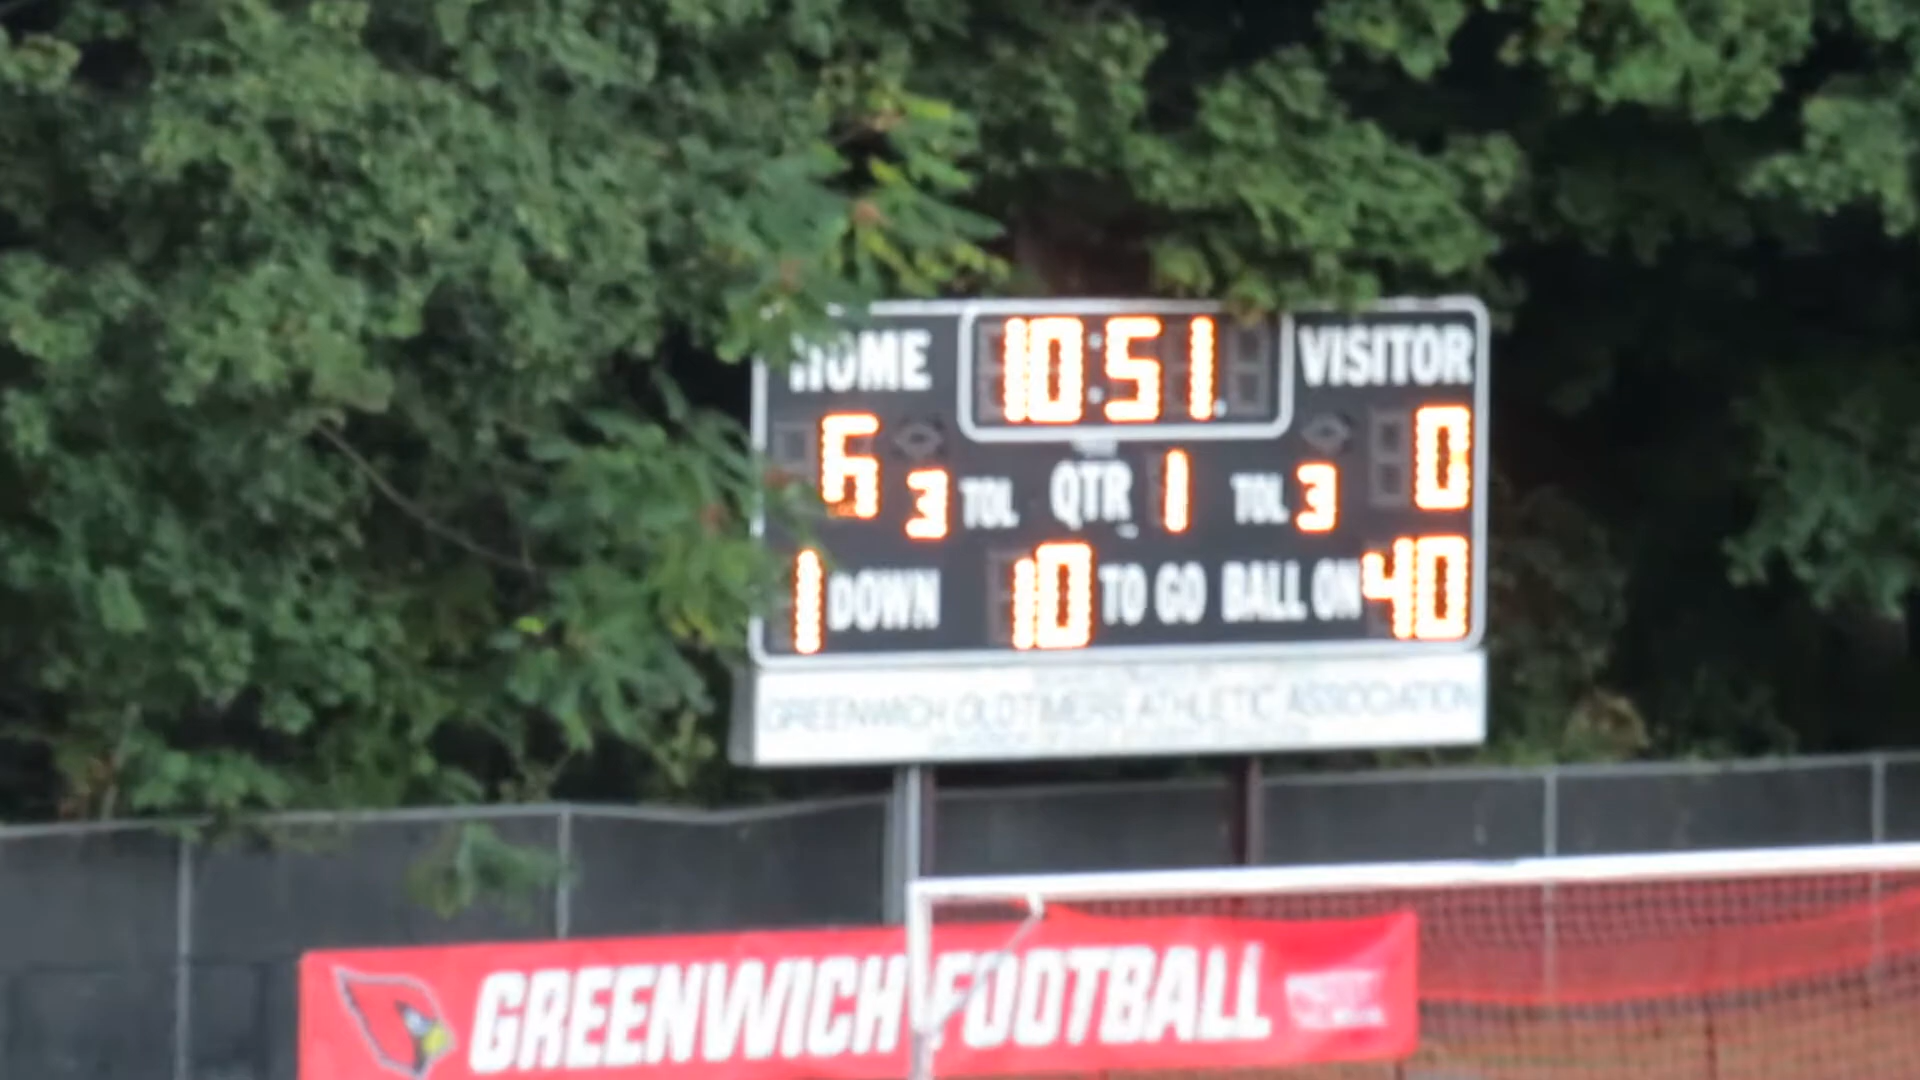 HOME 10:51 VISITOR
6 3 TOL QTR 1 TOL 3 0
1 DOWN 10 TO GO BALL ON 40
GREENWICH OLDTIMERS ATHLETIC ASSOCIATION
GREENWICH FOOTBALL